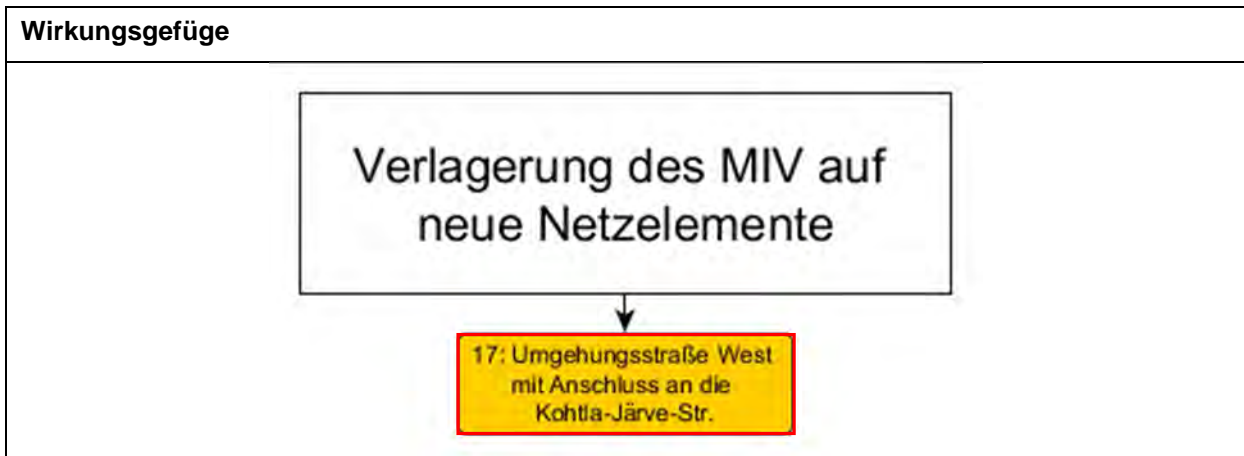 Wirkungsgefüge
Verlagerung des MIV auf
neue Netzelemente
17: Umgehungsstraße West
mit Anschluss an die
Kohtla-Järve-Str.